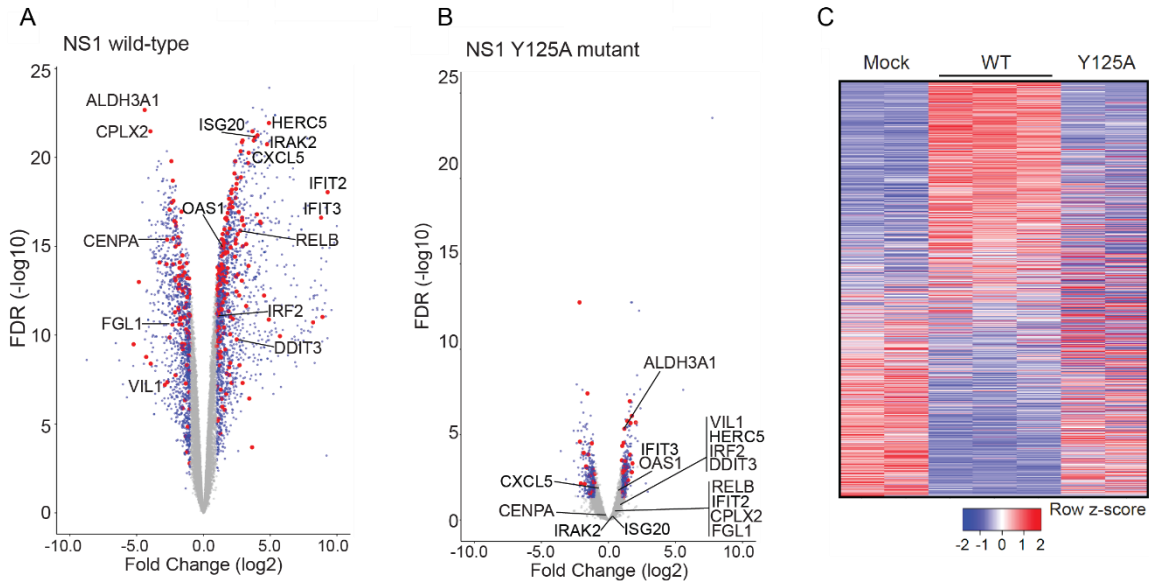 A
NS1 wild-type
25
20
15
10
5
0
FDR (-log10)
ALDH3A1
CPLX2
ISG20
HERC5
IRAK2
CXCL5
IFIT2
OAS1
IFIT3
CENPA
RELB
IRF2
FGL1
DDIT3
VIL1
-10.0
-5.0
0.0
5.0
10.0
Fold Change (log2)
B
NS1 Y125A mutant
25
20
15
10
5
0
FDR (-log10)
ALDH3A1
VIL1
HERC5
IRF2
DDIT3
IFIT3
OAS1
CXCL5
RELB
IFIT2
CPLX2
FGL1
CENPA
IRAK2
ISG20
-10.0
-5.0
0.0
5.0
10.0
Fold Change (log2)
C
Mock
WT
Y125A
Row z-score
-2 -1 0 1 2